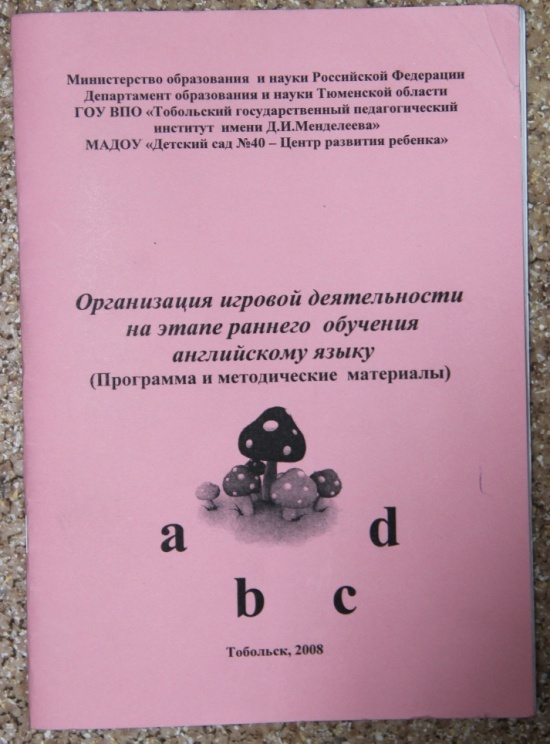 Министерство образования и науки Российской Федерации
Департамент образования и науки Тюменской области
ГОУ ВПО «Тобольский государственный педагогический
институт имени Д.И.Менделеева»
МАДОУ «Детский сад №40 – Центр развития ребенка»
Организация игровой деятельности
на этапе раннего обучения
английскому языку
(Программа и методические материалы)
a d
b c
Тобольск, 2008